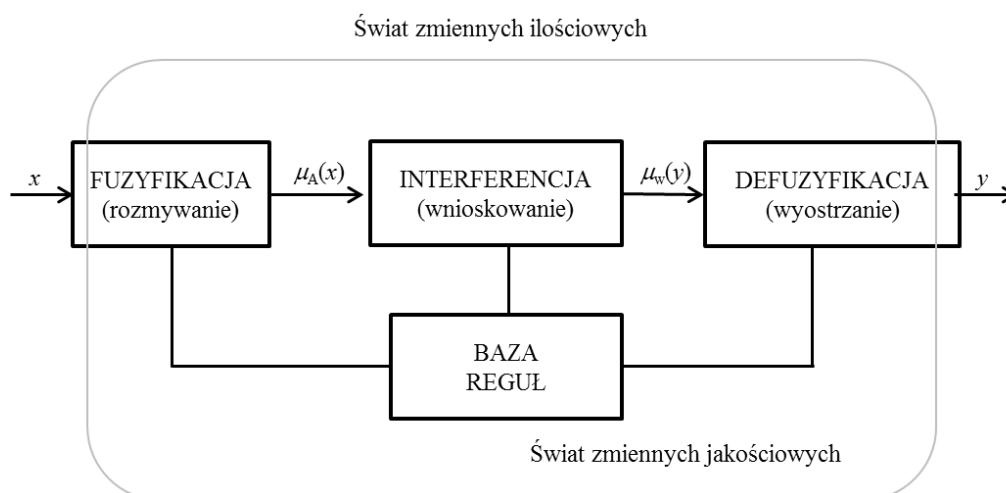 Świat zmiennych ilościowych
x
FUZYFIKACJA
(rozmywanie)
μA(x)
INTERFERENCJA
(wnioskowanie)
μw(y)
DEFUZYFIKACJA
(wyostrzanie)
y
BAZA
REGUŁ
Świat zmiennych jakościowych